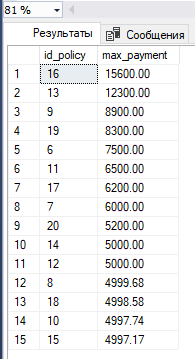 81 %
Результаты Сообщения
id_policy max_payment
1 16 15600.00
2 13 12300.00
3 9 8900.00
4 19 8300.00
5 6 7500.00
6 11 6500.00
7 17 6200.00
8 7 6000.00
9 20 5200.00
10 14 5000.00
11 12 5000.00
12 8 4999.68
13 18 4998.58
14 10 4997.74
15 15 4997.17